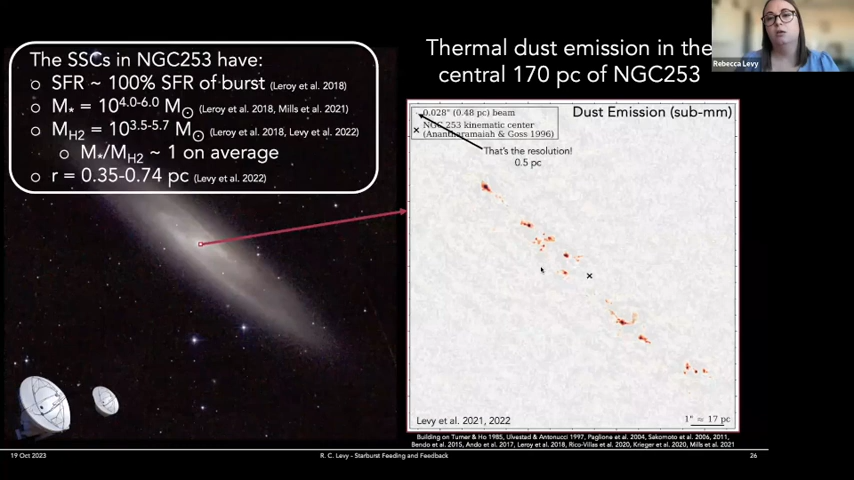 The SSCs in NGC253 have:
○ SFR ~ 100% SFR of burst (Leroy et al. 2018)
○ M* = 10^4.0-6.0 M⊙ (Leroy et al. 2018, Mills et al. 2021)
○ MH2 = 10^3.5-5.7 M⊙ (Leroy et al. 2018, Levy et al. 2022)
○ M*/MH2 ~ 1 on average
○ r = 0.35-0.74 pc (Levy et al. 2022)
Thermal dust emission in the
central 170 pc of NGC253
Rebecca Levy
0.028" (0.48 pc) beam
NGC 253 kinematic center
(Anantharamaiah & Goss 1996)
Dust Emission (sub-mm)
That's the resolution!
0.5 pc
Levy et al. 2021, 2022
1" ≈ 17 pc
Building on Turner & Ho 1985, Ulvestad & Antonucci 1997, Paglione et al. 2004, Sakamoto et al. 2006, 2011,
Bendo et al. 2015, Ando et al. 2017, Leroy et al. 2018, Rico-Villas et al. 2020, Krieger et al. 2020, Mills et al. 2021
19 Oct 2023
R. C. Levy - Starburst Feeding and Feedback
26